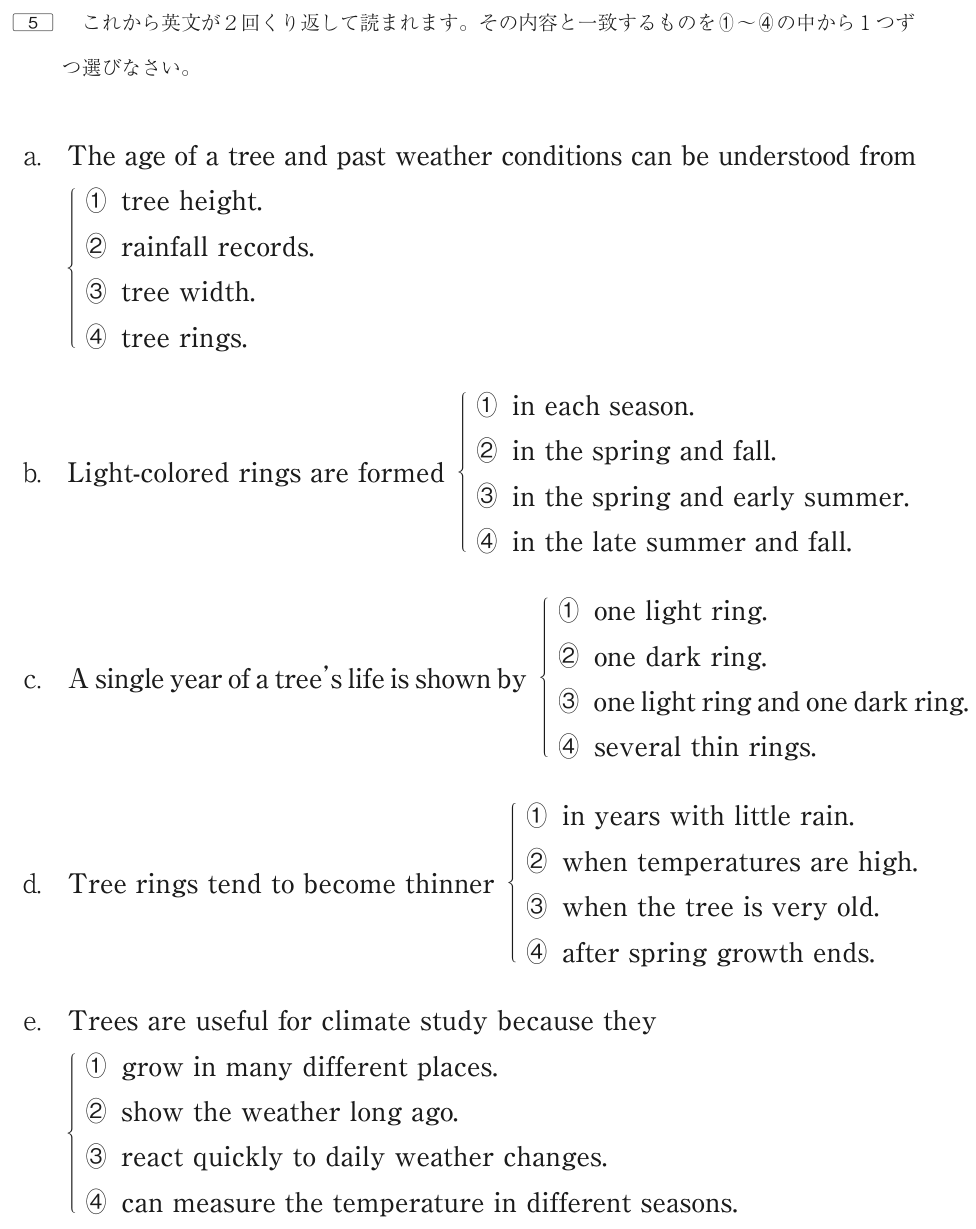 5 これから英文が２回くり返して読まれます。その内容と一致するものを①～④の中から１つず
つ選びなさい。
a. The age of a tree and past weather conditions can be understood from
① tree height.
② rainfall records.
③ tree width.
④ tree rings.
b. Light-colored rings are formed
① in each season.
② in the spring and fall.
③ in the spring and early summer.
④ in the late summer and fall.
c. A single year of a tree’s life is shown by
① one light ring.
② one dark ring.
③ one light ring and one dark ring.
④ several thin rings.
d. Tree rings tend to become thinner
① in years with little rain.
② when temperatures are high.
③ when the tree is very old.
④ after spring growth ends.
e. Trees are useful for climate study because they
① grow in many different places.
② show the weather long ago.
③ react quickly to daily weather changes.
④ can measure the temperature in different seasons.